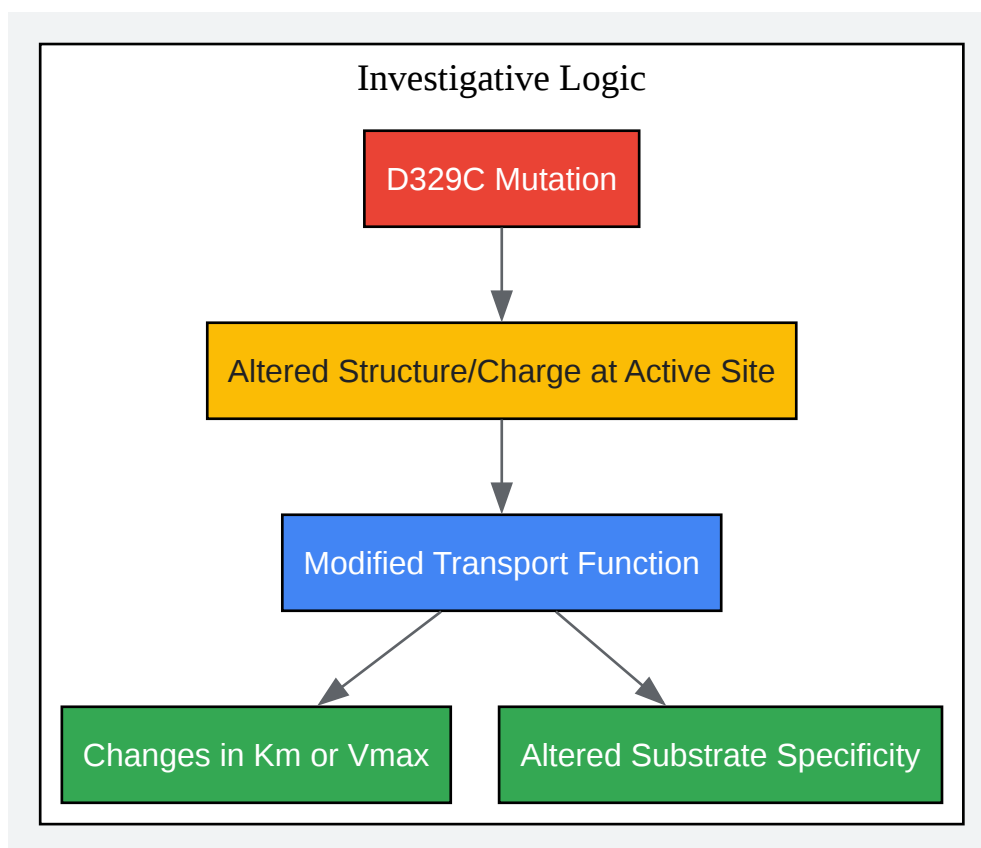 Investigative Logic
D329C Mutation
Altered Structure/Charge at Active Site
Modified Transport Function
Changes in Km or Vmax
Altered Substrate Specificity